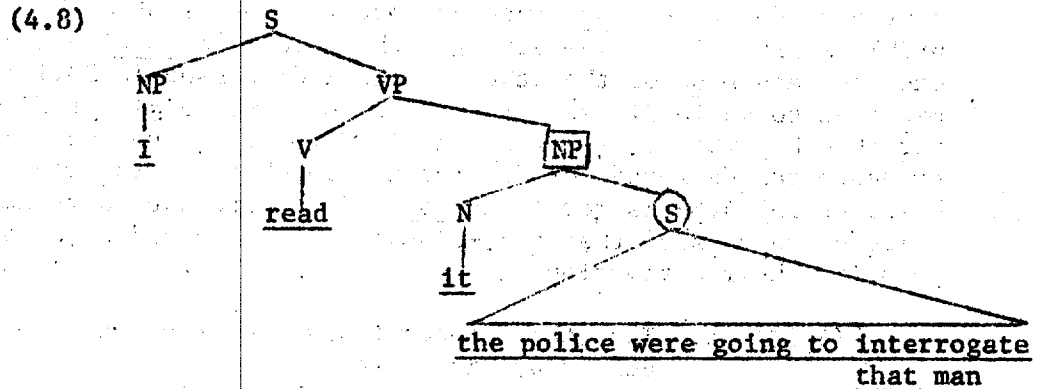 (4.8)
S
NP
VP
I
V
NP
read
N
S
it
the police were going to interrogate
that man